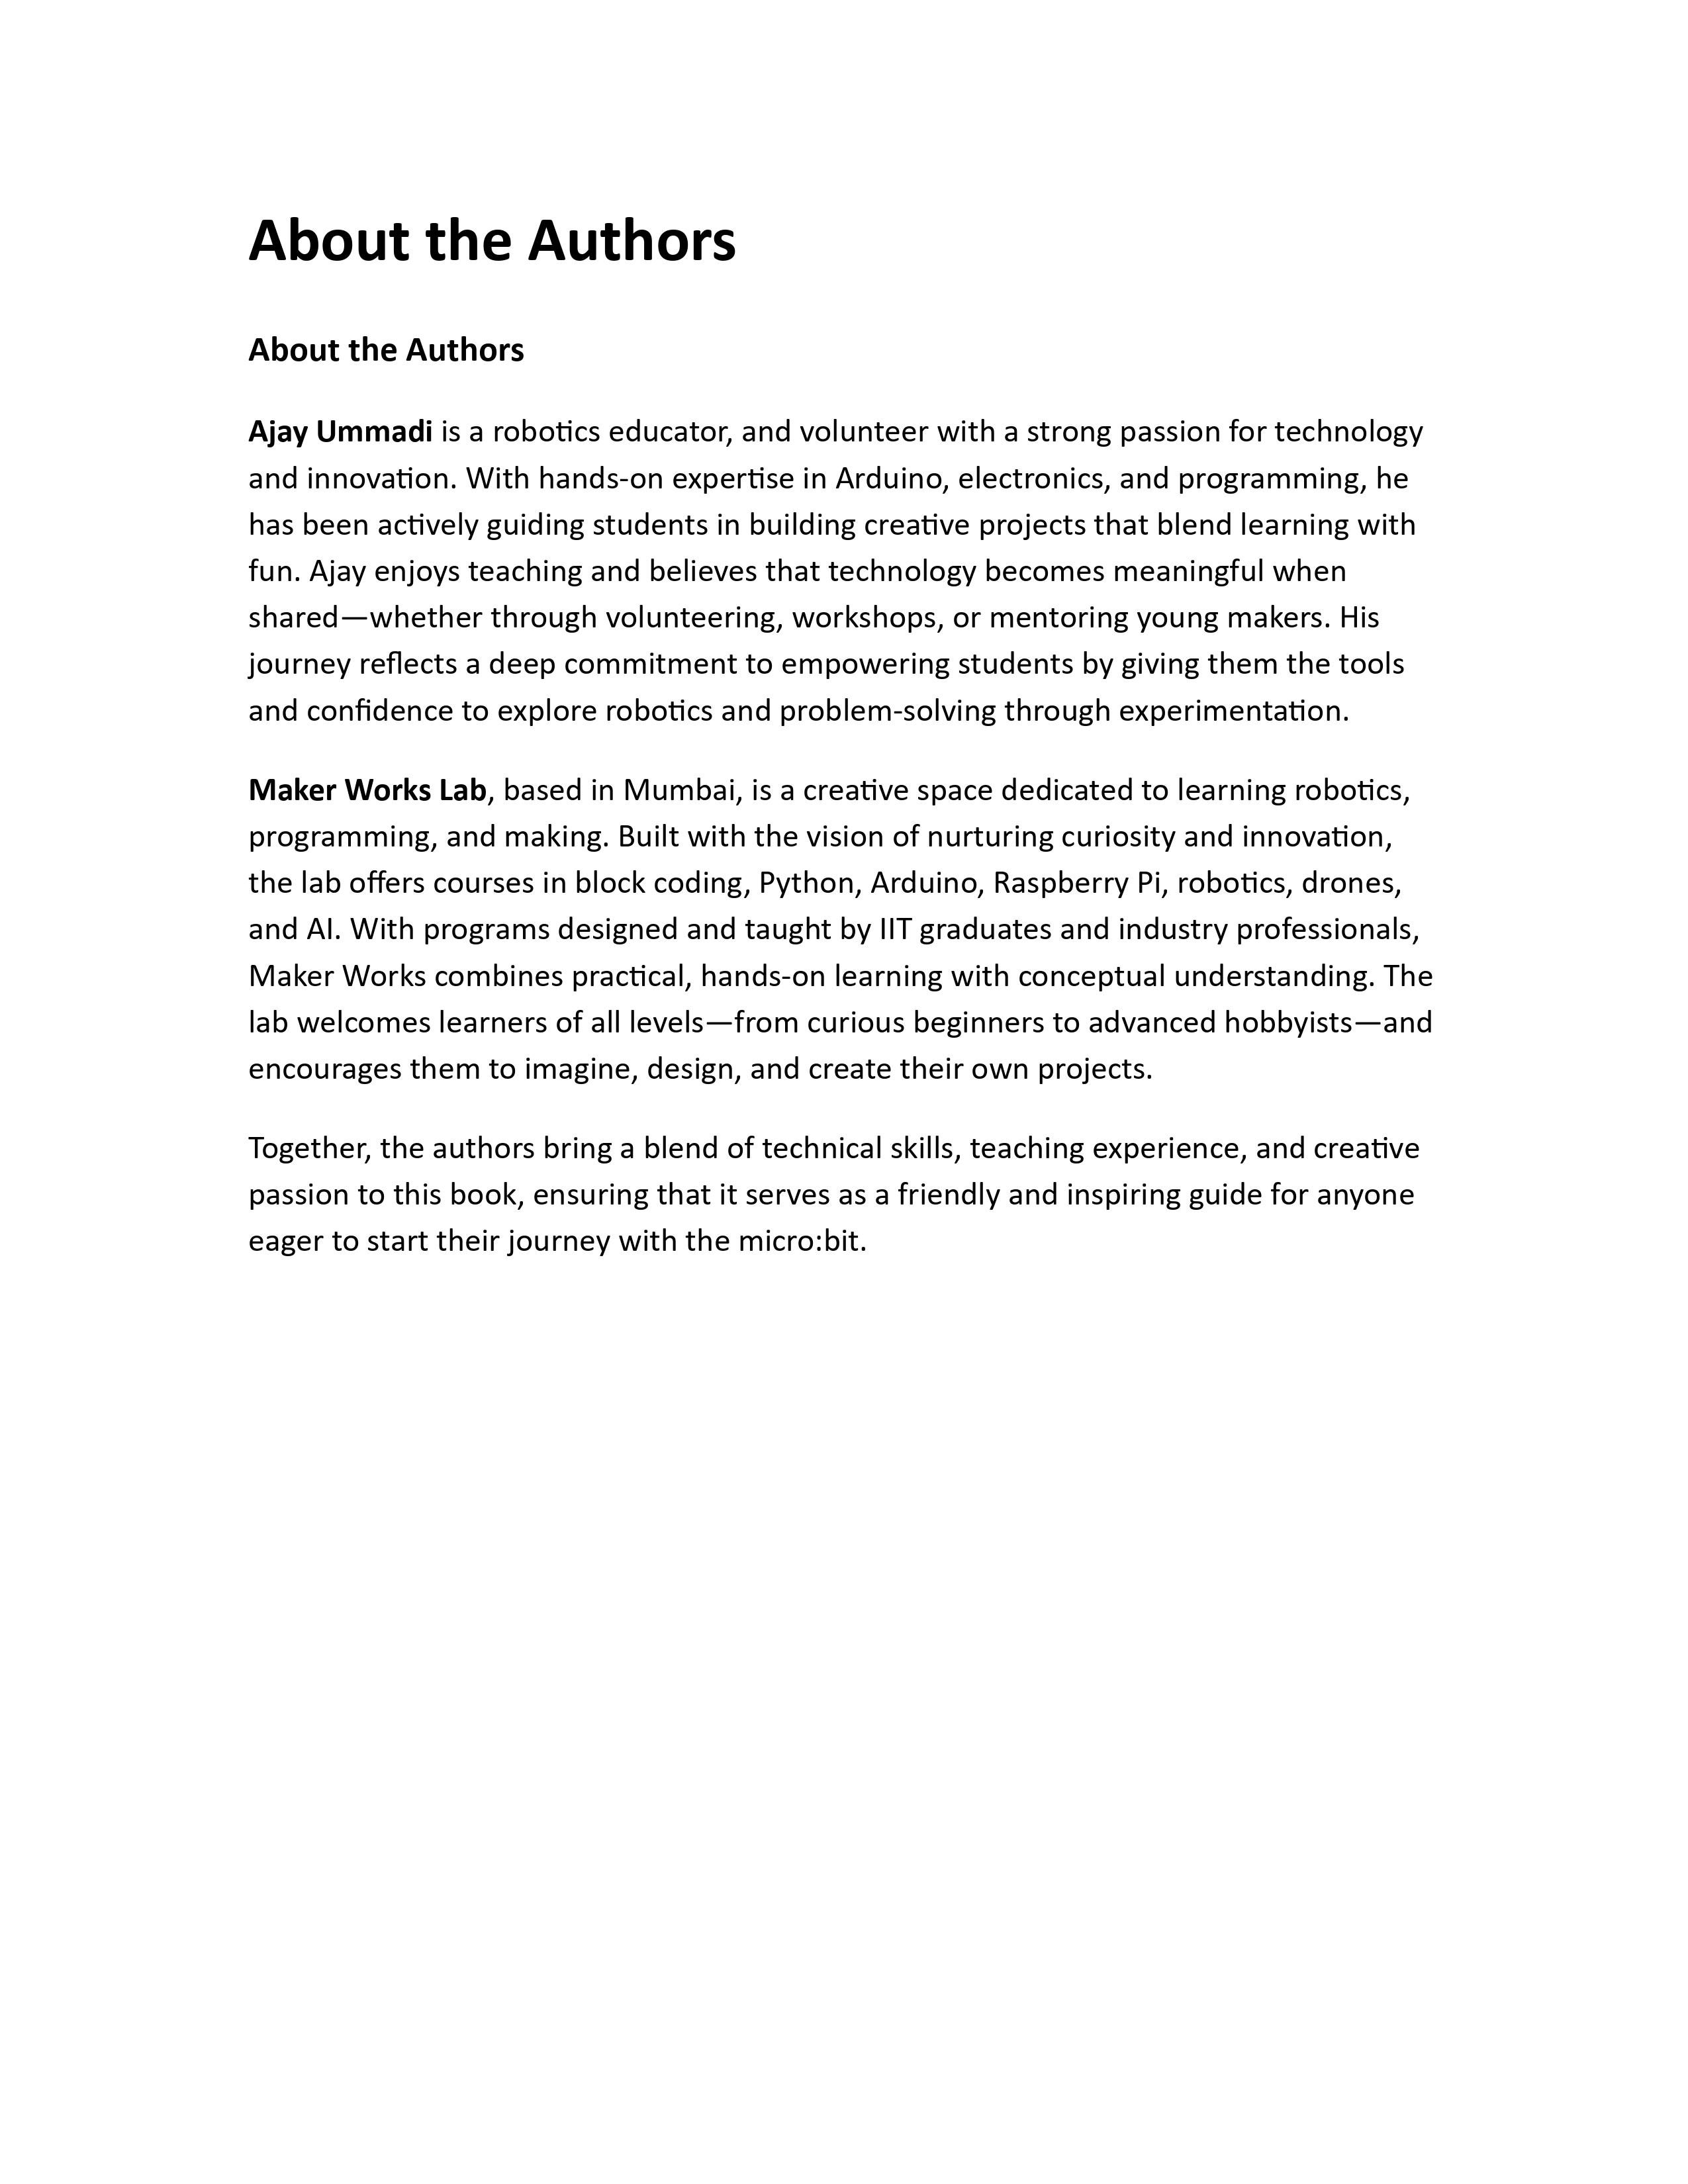 About the Authors
About the Authors
Ajay Ummadi is a robotics educator, and volunteer with a strong passion for technology
and innovation. With hands-on expertise in Arduino, electronics, and programming, he
has been actively guiding students in building creative projects that blend learning with
fun. Ajay enjoys teaching and believes that technology becomes meaningful when
shared—whether through volunteering, workshops, or mentoring young makers. His
journey reflects a deep commitment to empowering students by giving them the tools
and confidence to explore robotics and problem-solving through experimentation.
Maker Works Lab, based in Mumbai, is a creative space dedicated to learning robotics,
programming, and making. Built with the vision of nurturing curiosity and innovation,
the lab offers courses in block coding, Python, Arduino, Raspberry Pi, robotics, drones,
and AI. With programs designed and taught by IIT graduates and industry professionals,
Maker Works combines practical, hands-on learning with conceptual understanding. The
lab welcomes learners of all levels—from curious beginners to advanced hobbyists—and
encourages them to imagine, design, and create their own projects.
Together, the authors bring a blend of technical skills, teaching experience, and creative
passion to this book, ensuring that it serves as a friendly and inspiring guide for anyone
eager to start their journey with the micro:bit.